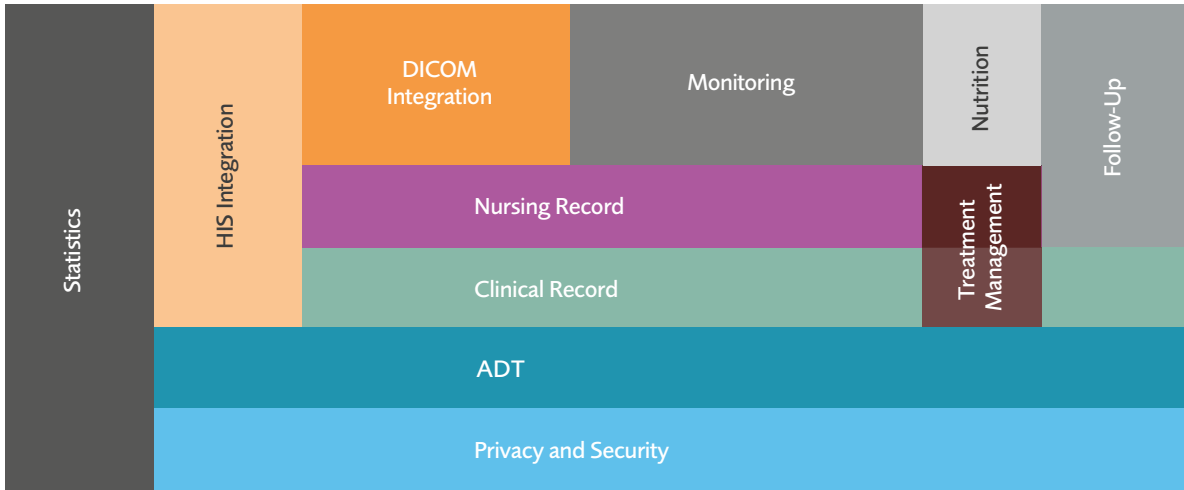 Statistics
HIS Integration
DICOM
Integration
Monitoring
Nutrition
Follow-Up
Nursing Record
Treatment
Management
Clinical Record
ADT
Privacy and Security